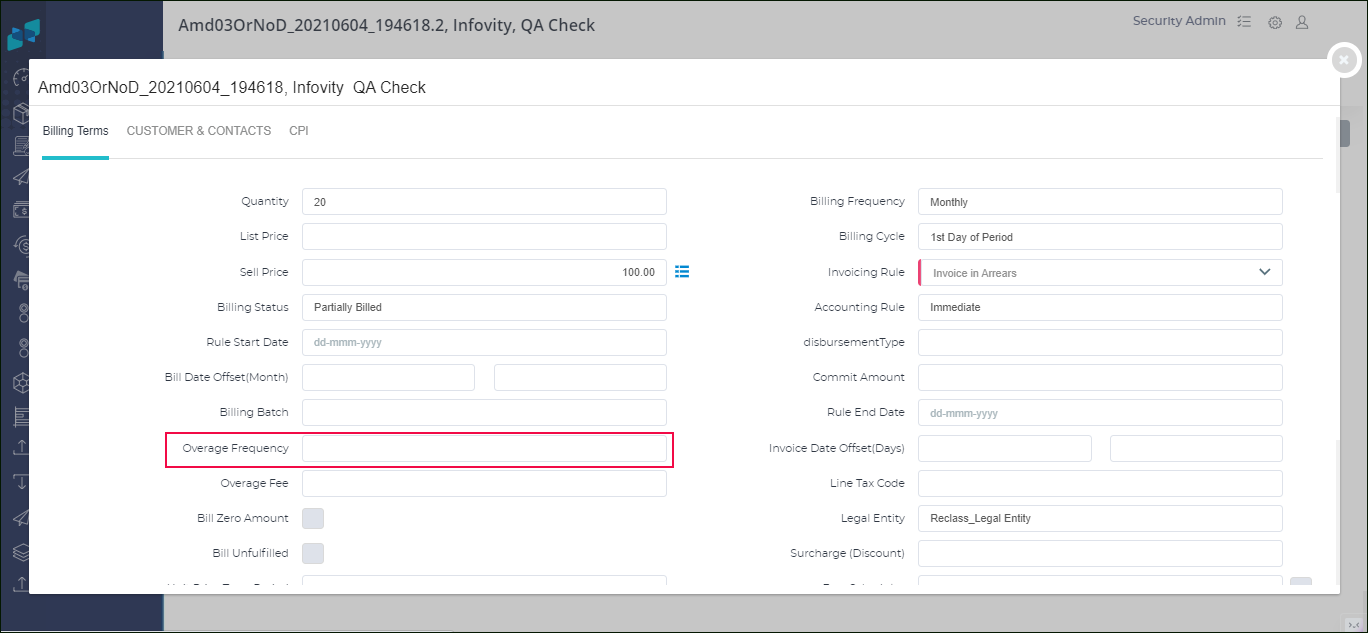 Amd03OrNoD_20210604_194618.2, Infovity, QA Check
Security Admin
Amd03OrNoD_20210604_194618, Infovity  QA Check
Billing Terms CUSTOMER & CONTACTS CPI
Quantity 20 Billing Frequency Monthly
List Price Billing Cycle 1st Day of Period
Sell Price 100.00 Invoicing Rule Invoice in Arrears
Billing Status Partially Billed Accounting Rule Immediate
Rule Start Date dd-mmm-yyyy disbursementType
Bill Date Offset(Month) Commit Amount
Billing Batch Rule End Date dd-mmm-yyyy
Overage Frequency Invoice Date Offset(Days)
Overage Fee Line Tax Code
Bill Zero Amount Legal Entity Reclass_Legal Entity
Bill Unfulfilled Surcharge (Discount)